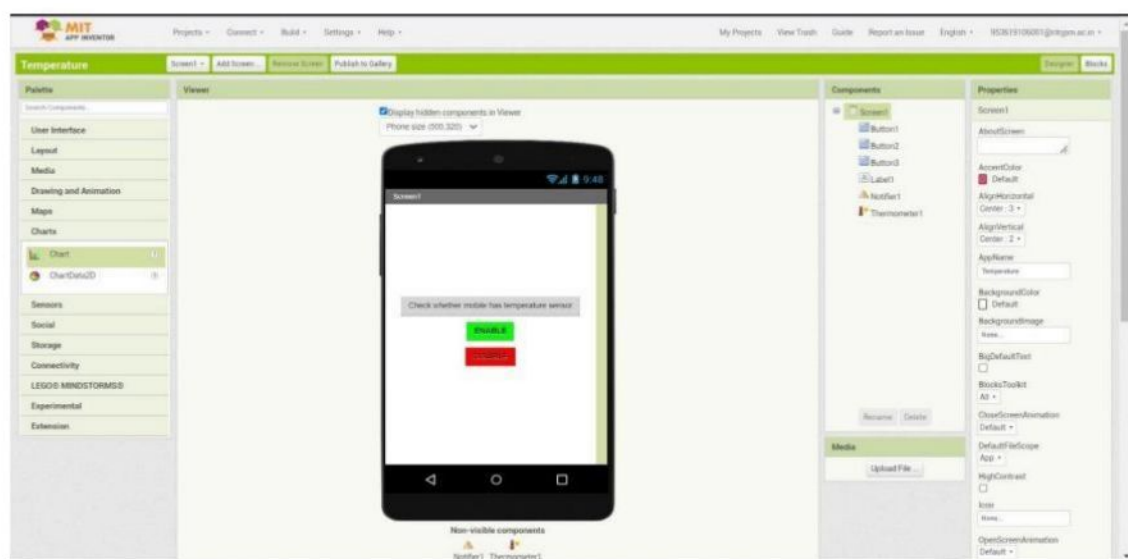 MIT
APP INVENTOR
Projects Connect Build Settings Help My Projects View Trash Guide Report an Issue English
Temperature Screen1 Add Screen ... Remove Screen Publish to Gallery Designer Blocks
Palette
Search Components...
User Interface
Layout
Media
Drawing and Animation
Maps
Charts
Chart
ChartData2D
Sensors
Social
Storage
Connectivity
LEGO® MINDSTORMS®
Experimental
Extension
Viewer
Display hidden components in Viewer
Phone size (505,320)
9:48
Screen1
Check whether mobile has temperature sensor
ENABLE
Non-visible components
Notifier1 Thermometer1
Components
Screen1
Button1
Button2
Button3
Label1
Notifier1
Thermometer1
Rename Delete
Media
Upload File ...
Properties
Screen1
AboutScreen
AccentColor
Default
AlignHorizontal
Center : 3
AlignVertical
Center : 2
AppName
Temperature
BackgroundColor
Default
BackgroundImage
None...
BigDefaultText
BlocksToolkit
All
CloseScreenAnimation
Default
DefaultFileScope
App
HighContrast
Icon
None...
OpenScreenAnimation
Default